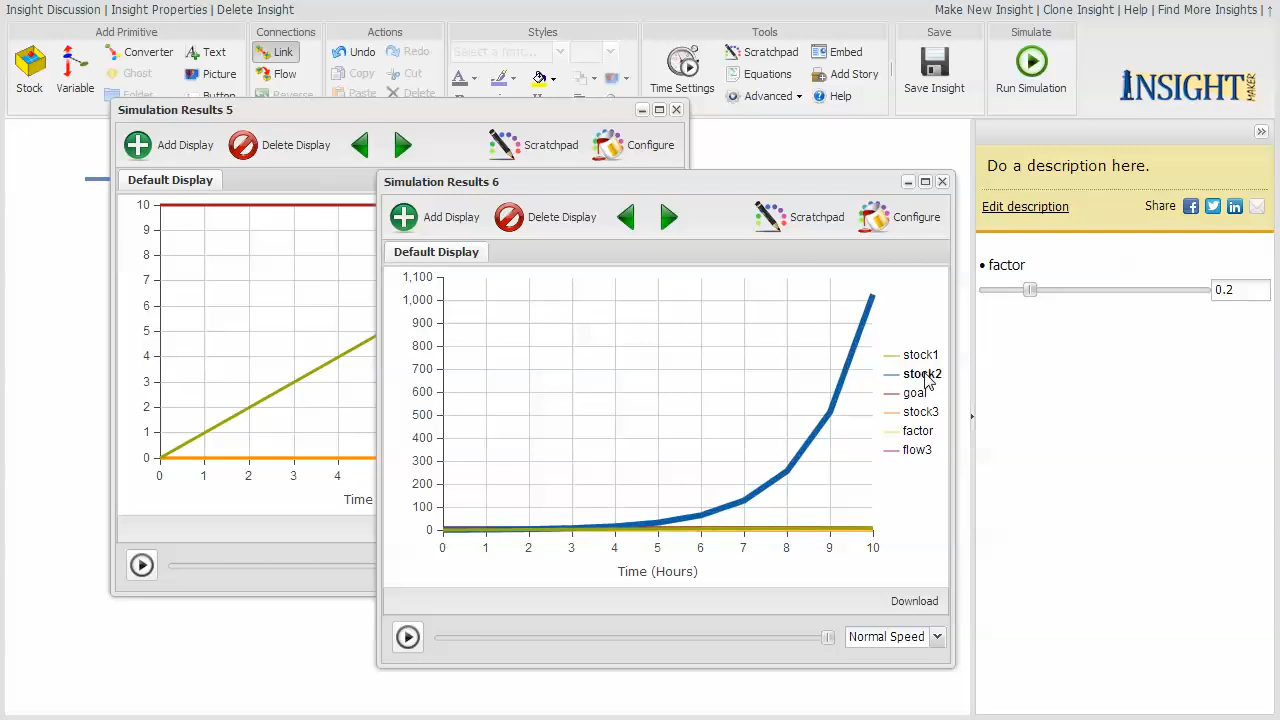 Insight Discussion | Insight Properties | Delete Insight
Make New Insight | Clone Insight | Help | Find More Insights | ↑
Add Primitive
Connections
Actions
Styles
Tools
Save
Simulate
Stock
Variable
Converter
Ghost
Folder
Text
Picture
Button
Link
Flow
Reverse
Undo
Redo
Copy
Cut
Paste
Delete
Select a font...
Time Settings
Scratchpad
Equations
Advanced
Embed
Add Story
Help
Save Insight
Run Simulation
INSIGHT
MAKER
Simulation Results 5
Add Display
Delete Display
Scratchpad
Configure
Default Display
10
9
8
7
6
5
4
3
2
1
0
0 1 2 3 4
Time
Simulation Results 6
Add Display
Delete Display
Scratchpad
Configure
Default Display
1,100
1,000
900
800
700
600
500
400
300
200
100
0
0 1 2 3 4 5 6 7 8 9 10
Time (Hours)
stock1
stock2
goal
stock3
factor
flow3
Download
Normal Speed
Do a description here.
Edit description
Share
• factor
0.2